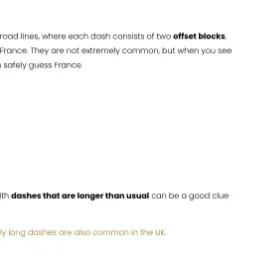 road lines, where each dash consists of two offset blocks,
France. They are not extremely common, but when you see
safely guess France.
ith dashes that are longer than usual can be a good clue
ly long dashes are also common in the UK.